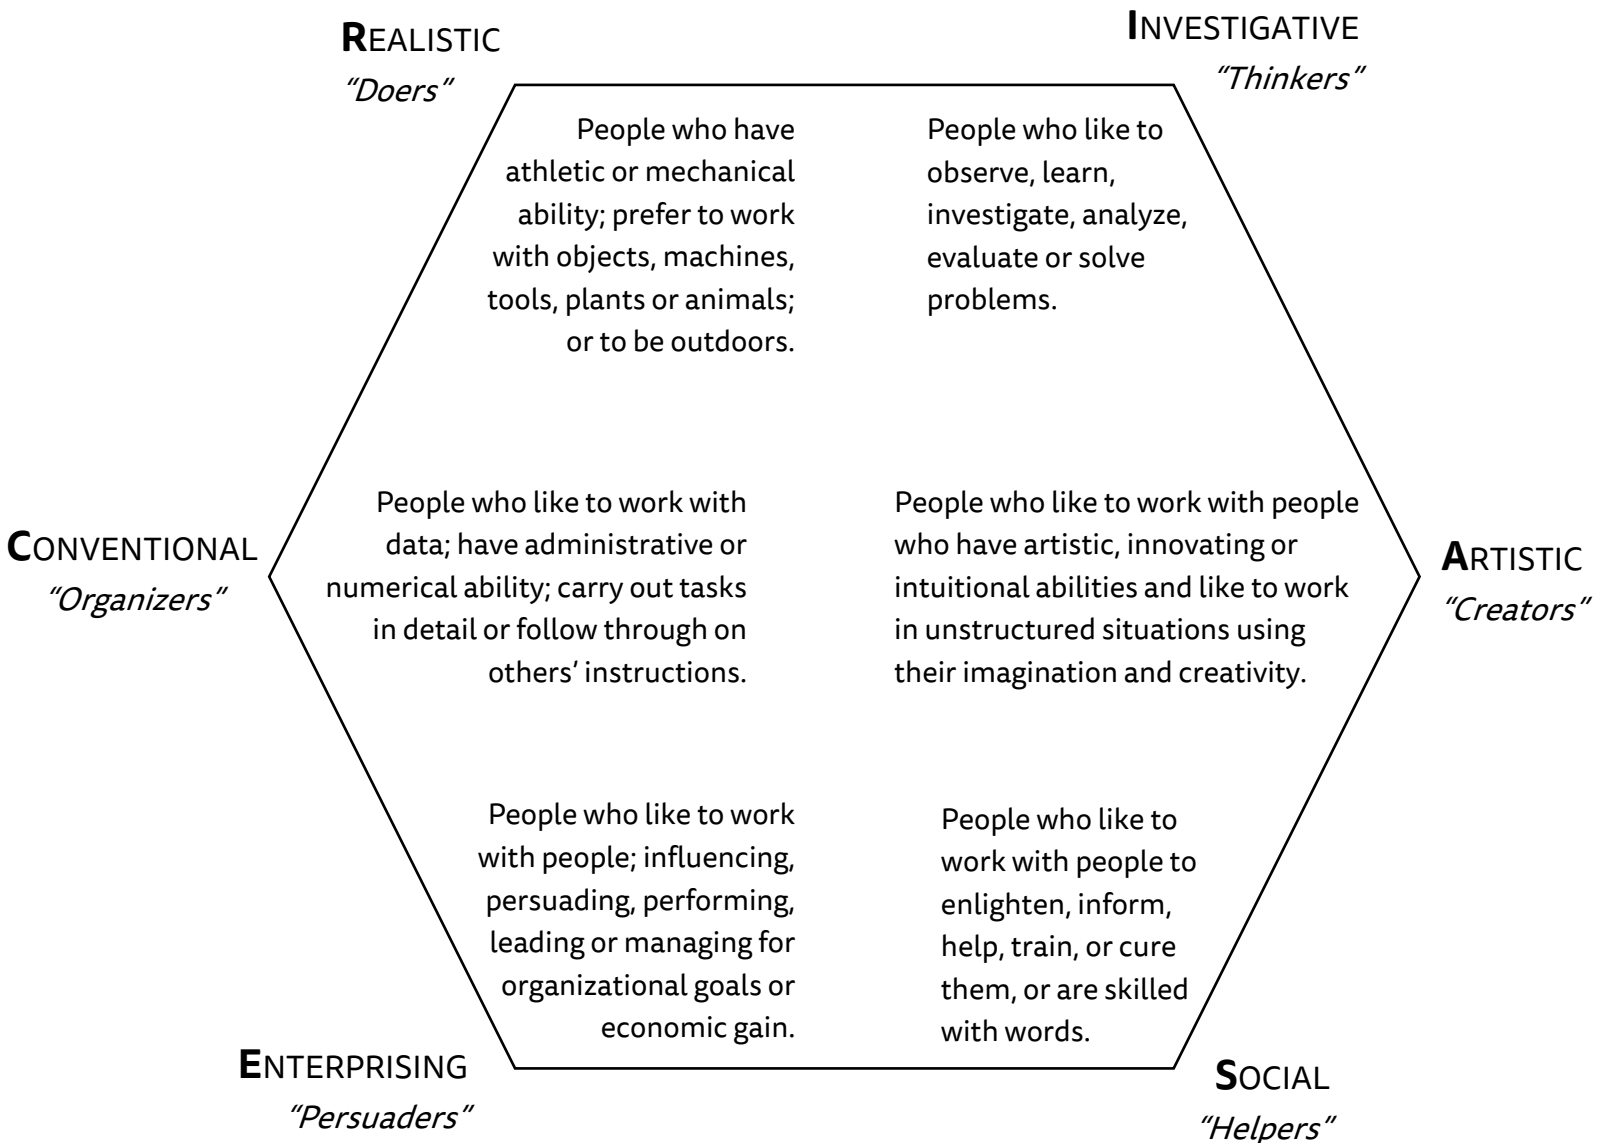 REALISTIC
“Doers”
People who have
athletic or mechanical
ability; prefer to work
with objects, machines,
tools, plants or animals;
or to be outdoors.
INVESTIGATIVE
“Thinkers”
People who like to
observe, learn,
investigate, analyze,
evaluate or solve
problems.
CONVENTIONAL
“Organizers”
People who like to work with
data; have administrative or
numerical ability; carry out tasks
in detail or follow through on
others’ instructions.
People who like to work with people
who have artistic, innovating or
intuitional abilities and like to work
in unstructured situations using
their imagination and creativity.
ARTISTIC
“Creators”
People who like to work
with people; influencing,
persuading, performing,
leading or managing for
organizational goals or
economic gain.
ENTERPRISING
“Persuaders”
People who like to
work with people to
enlighten, inform,
help, train, or cure
them, or are skilled
with words.
SOCIAL
“Helpers”